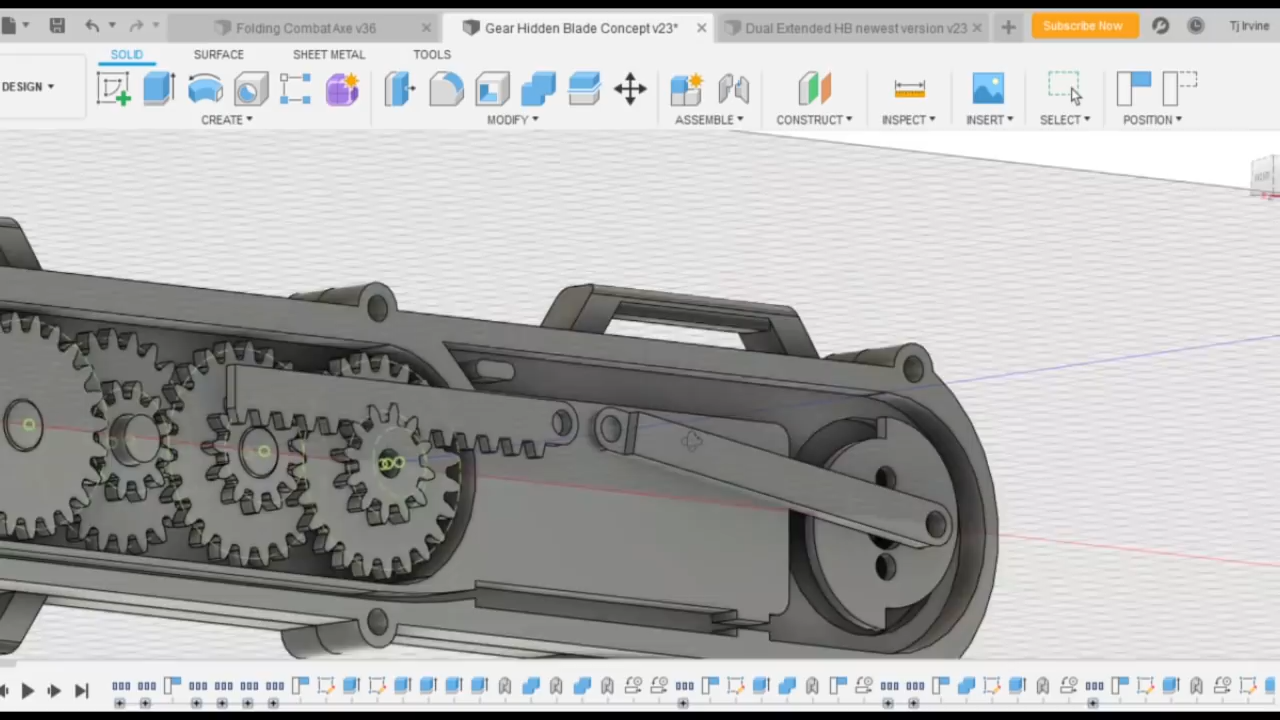 Folding Combat Axe v36
Gear Hidden Blade Concept v23*
Dual Extended HB newest version v23
Subscribe Now
Tj Irvine
SOLID
SURFACE
SHEET METAL
TOOLS
DESIGN
CREATE
MODIFY
ASSEMBLE
CONSTRUCT
INSPECT
INSERT
SELECT
POSITION